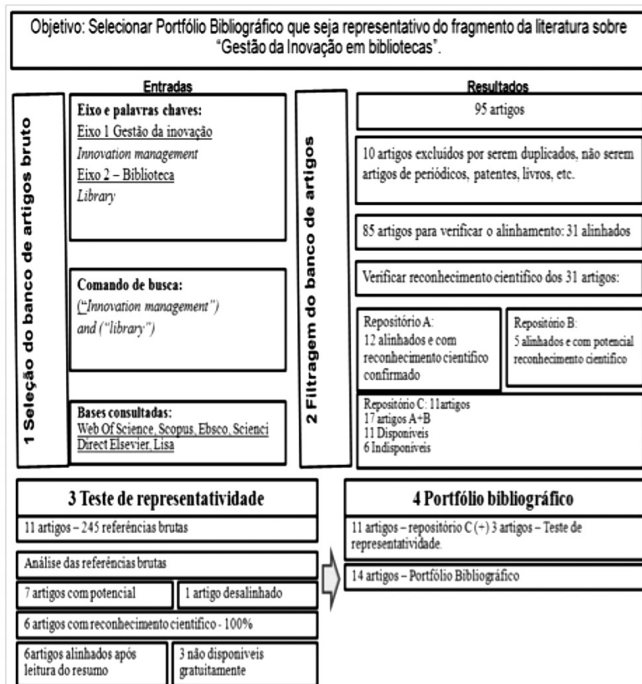 Objetivo: Selecionar Portfólio Bibliográfico que seja representativo do fragmento da literatura sobre
“Gestão da Inovação em bibliotecas”.
Entradas
1 Seleção do banco de artigos bruto
Eixo e palavras chaves:
Eixo 1 Gestão da inovação
Innovation management
Eixo 2 – Biblioteca
Library
Comando de busca:
(“Innovation management”)
and (“library”)
Bases consultadas:
Web Of Science, Scopus, Ebsco, Scienci
Direct Elsevier, Lisa
Resultados
2 Filtragem do banco de artigos
95 artigos
10 artigos excluídos por serem duplicados, não serem
artigos de periódicos, patentes, livros, etc.
85 artigos para verificar o alinhamento: 31 alinhados
Verificar reconhecimento científico dos 31 artigos:
Repositório A:
12 alinhados e com
reconhecimento científico
confirmado
Repositório B:
5 alinhados e com potencial
reconhecimento científico
Repositório C: 11artigos
17 artigos A+B
11 Disponíveis
6 Indisponíveis
3 Teste de representatividade
11 artigos – 245 referências brutas
Análise das referências brutas
7 artigos com potencial
1 artigo desalinhado
6 artigos com reconhecimento científico - 100%
6artigos alinhados após
leitura do resumo
3 não disponíveis
gratuitamente
4 Portfólio bibliográfico
11 artigos – repositório C (+) 3 artigos – Teste de
representatividade.
14 artigos – Portfólio Bibliográfico